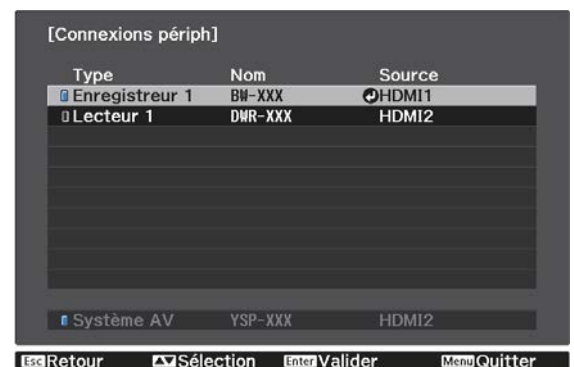 [Connexions périph]
Type Nom Source
Enregistreur 1 BW-XXX HDMI1
Lecteur 1 DWR-XXX HDMI2
Système AV YSP-XXX HDMI2
Esc Retour Sélection Enter Valider Menu Quitter